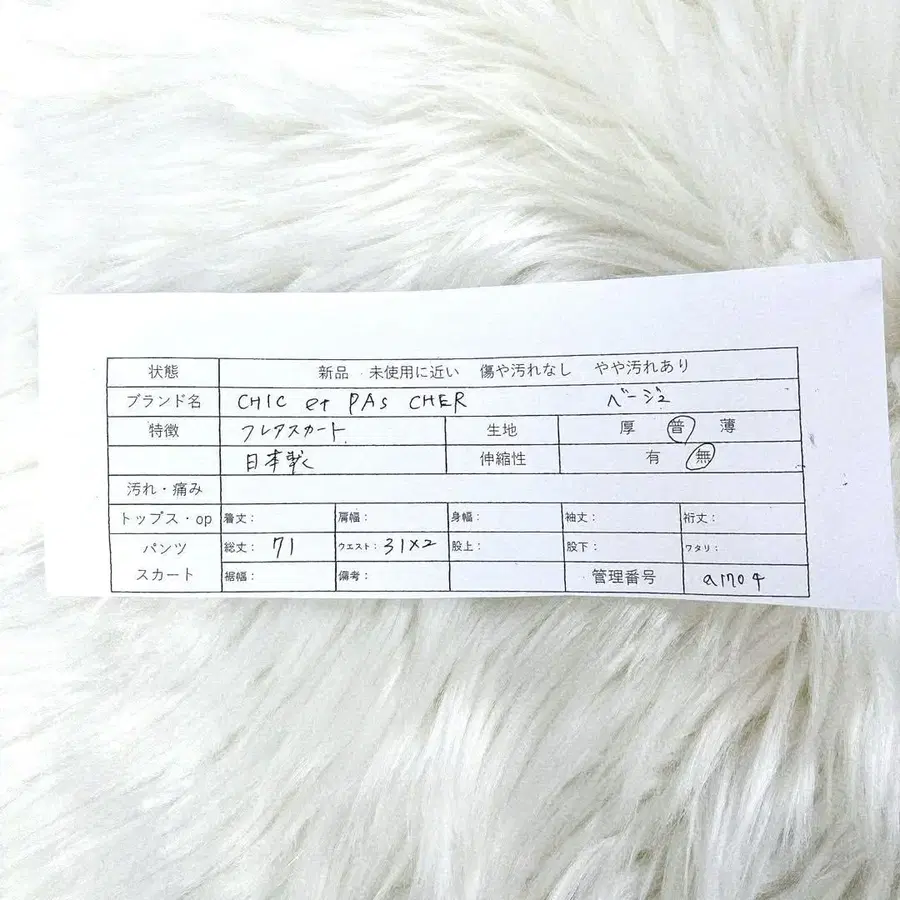 状態 新品 ・ 未使用に近い 傷や汚れなし やや汚れあり
ブランド名 CHIC et PAS CHER ベージュ
特徴 フレアスカート 生地 厚 普 薄
日本製 伸縮性 有 無
汚れ・痛み
トップス・op 着丈: 肩幅: 身幅: 袖丈: 裄丈:
パンツ 総丈: 71 ウエスト: 31×2 股上: 股下: ワタリ:
スカート 裾幅: 備考: 管理番号 a1704